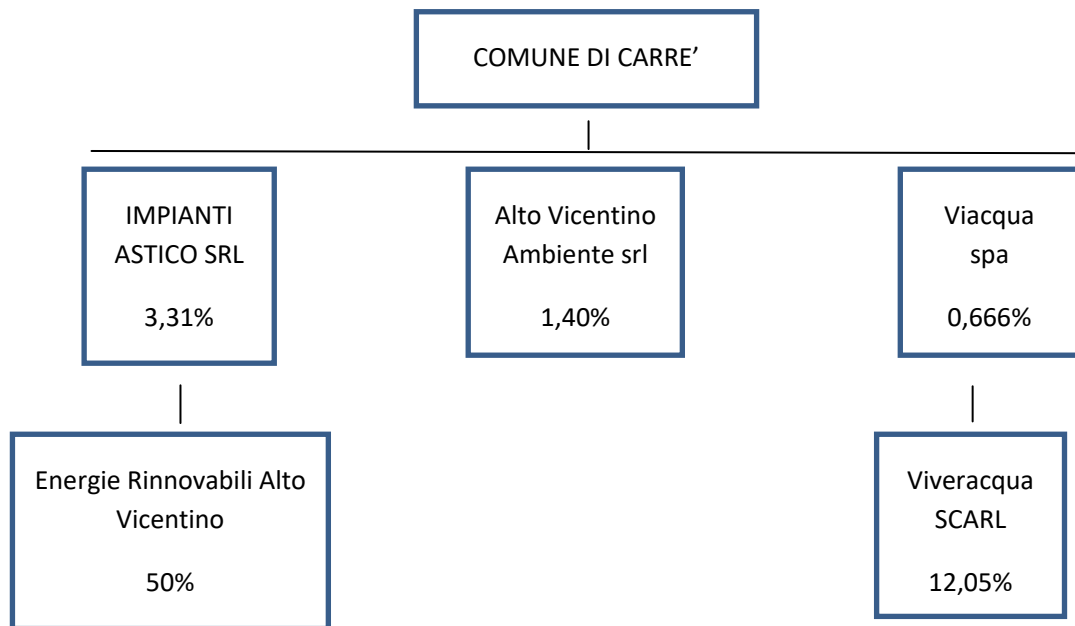 COMUNE DI CARRE’
IMPIANTI
ASTICO SRL
3,31%
Alto Vicentino
Ambiente srl
1,40%
Viacqua
spa
0,666%
Energie Rinnovabili Alto
Vicentino
50%
Viveracqua
SCARL
12,05%